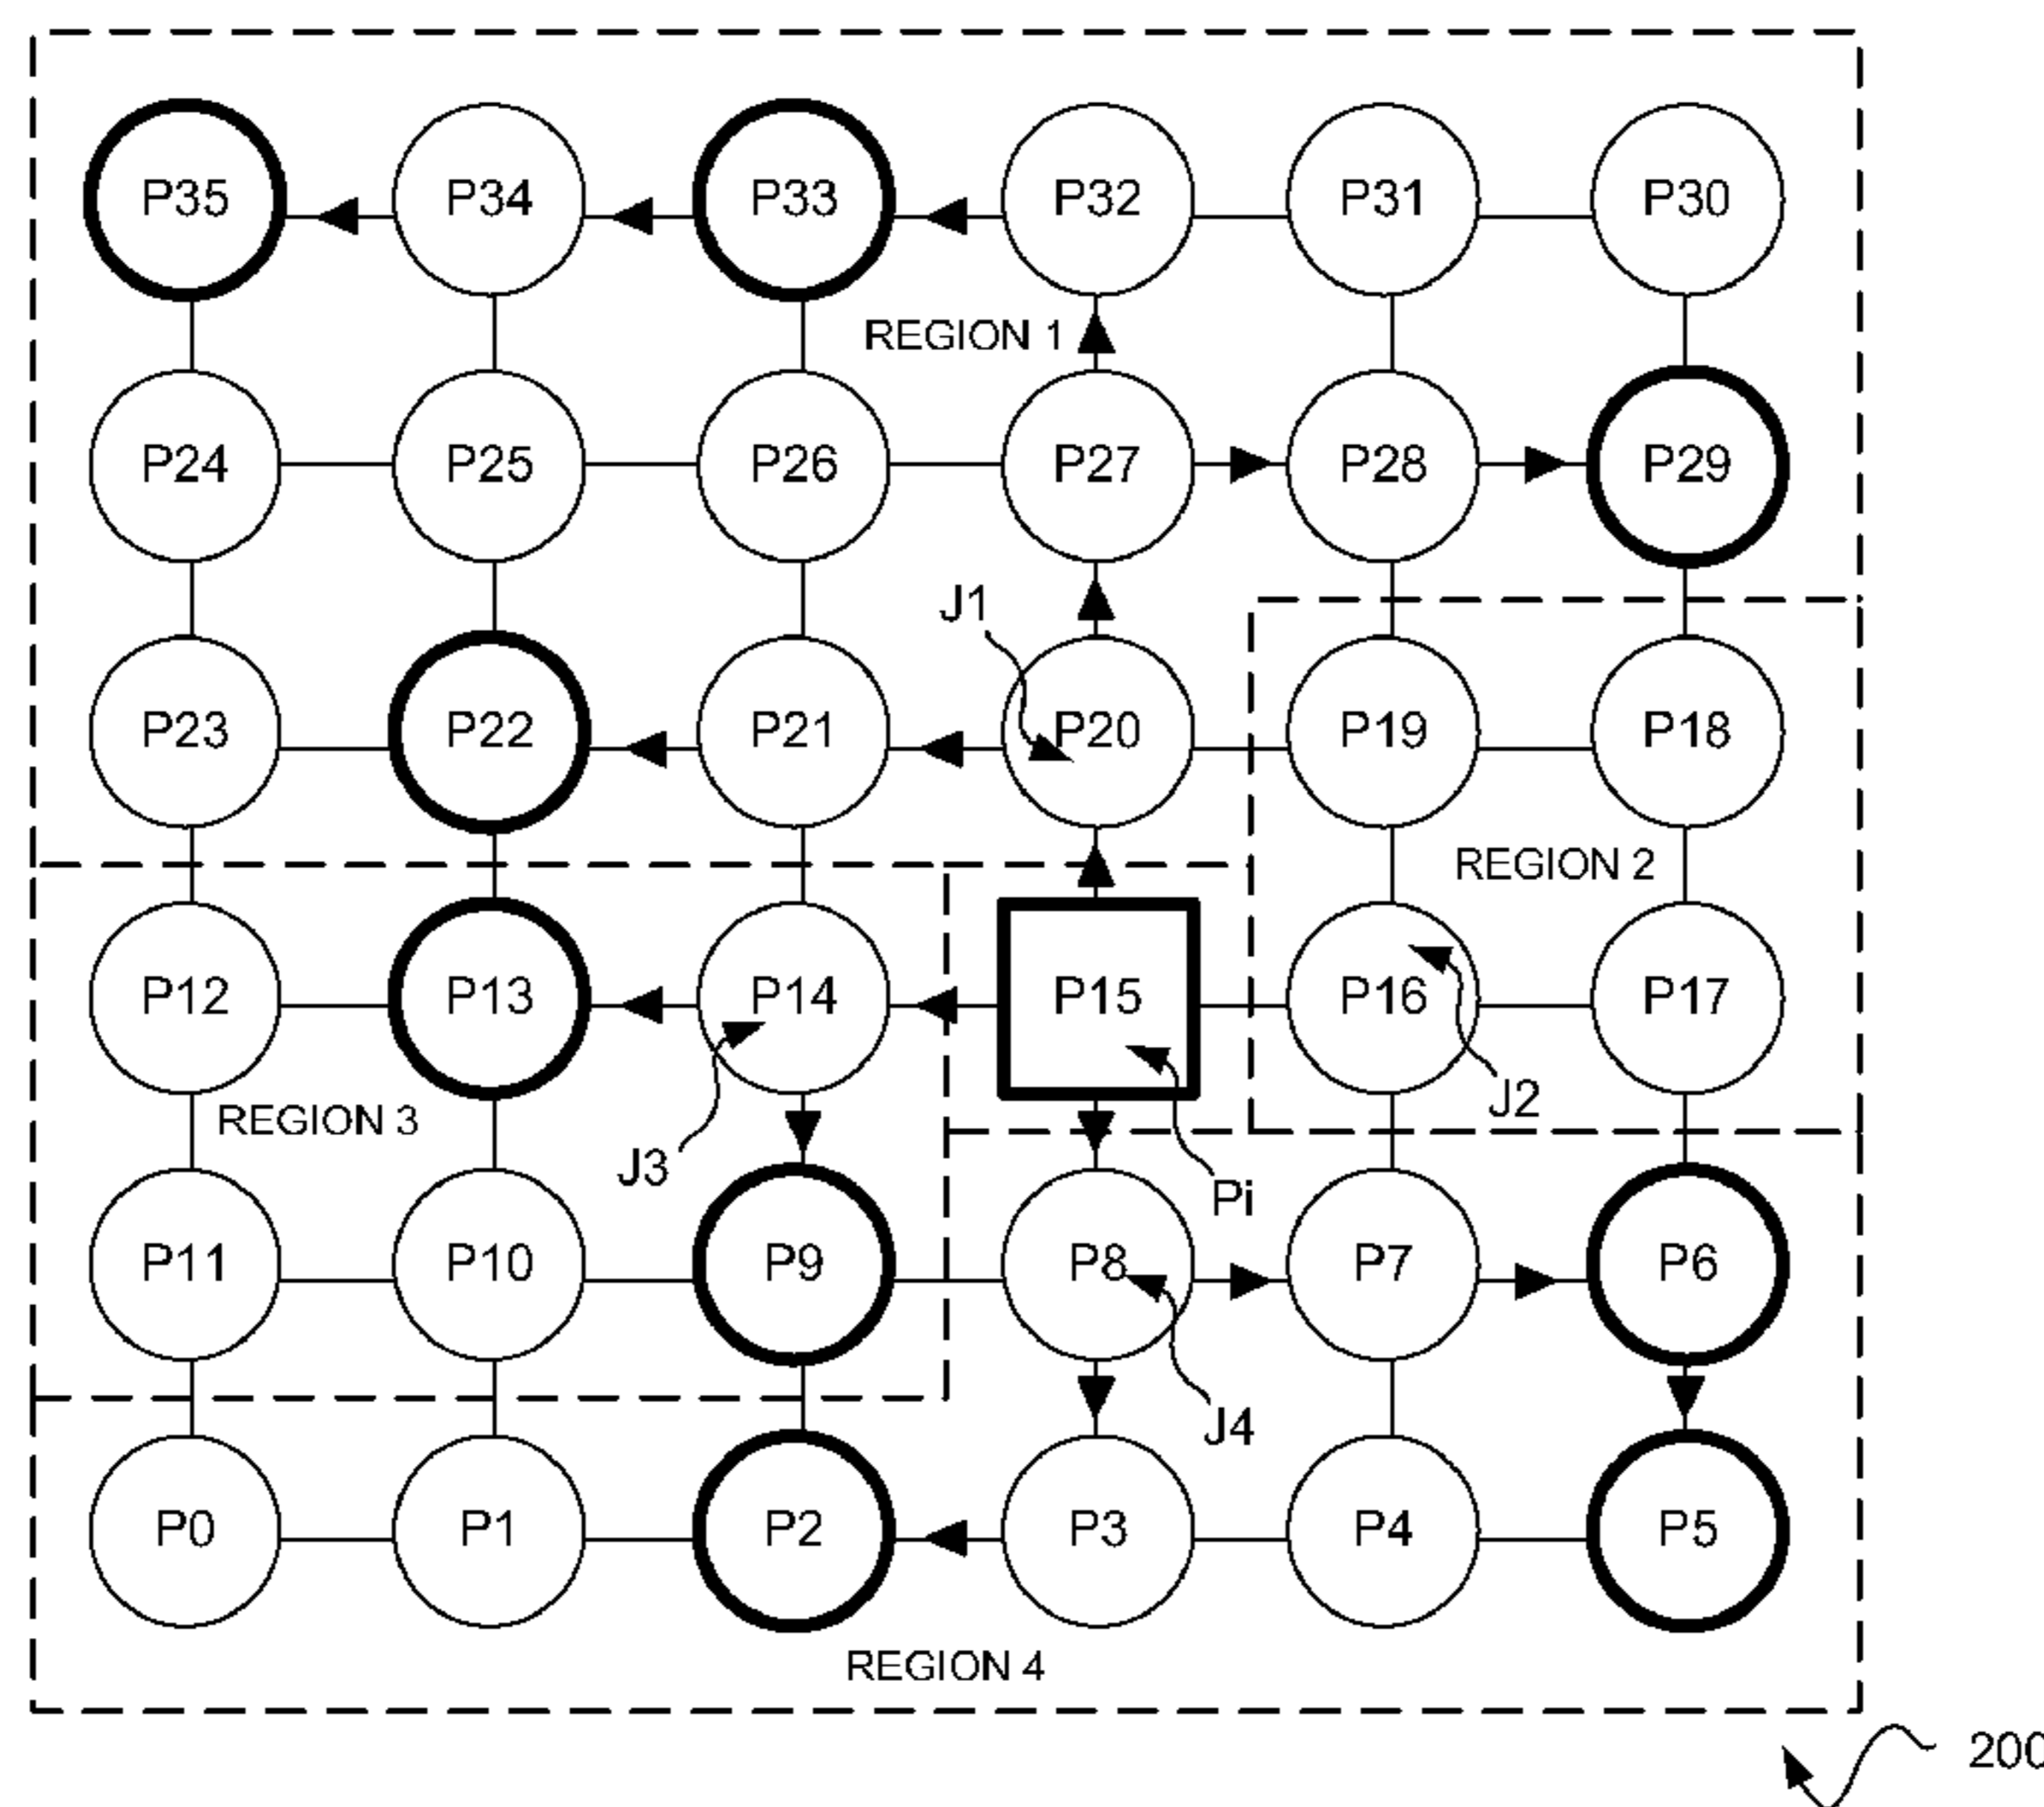 P35 P34 P33 P32 P31 P30
REGION 1
P24 P25 P26 P27 P28 P29
J1
P23 P22 P21 P20 P19 P18
REGION 2
P12 P13 P14 P15 P16 P17
REGION 3
J3
J2
Pi
P11 P10 P9 P8 P7 P6
J4
P0 P1 P2 P3 P4 P5
REGION 4
200